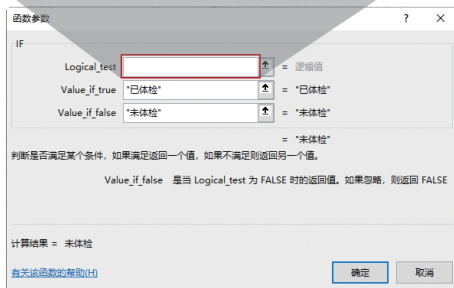 函数参数 ? ×
IF
Logical_test = 逻辑值
Value_if_true "已体检" = "已体检"
Value_if_false "未体检" = "未体检"
= "未体检"
判断是否满足某个条件，如果满足返回一个值，如果不满足则返回另一个值。
Value_if_false 是当 Logical_test 为 FALSE 时的返回值。如果忽略，则返回 FALSE
计算结果 = 未体检
有关该函数的帮助(H) 确定 取消